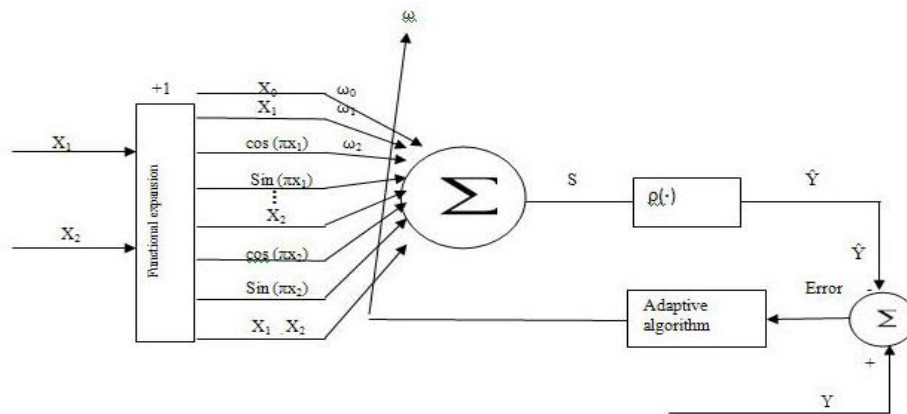 ω
+1
X₀ ω₀
X₁ ω₁
X₁
cos (πx₁) ω₂
Sin (πx₁)
⋮
X₂
X₂
cos (πx₂)
Sin (πx₂)
X₁ . X₂
Functional expansion
Σ
S
ρ(·)
Ŷ
Ŷ
Error
-
Σ
+
Adaptive
algorithm
Y